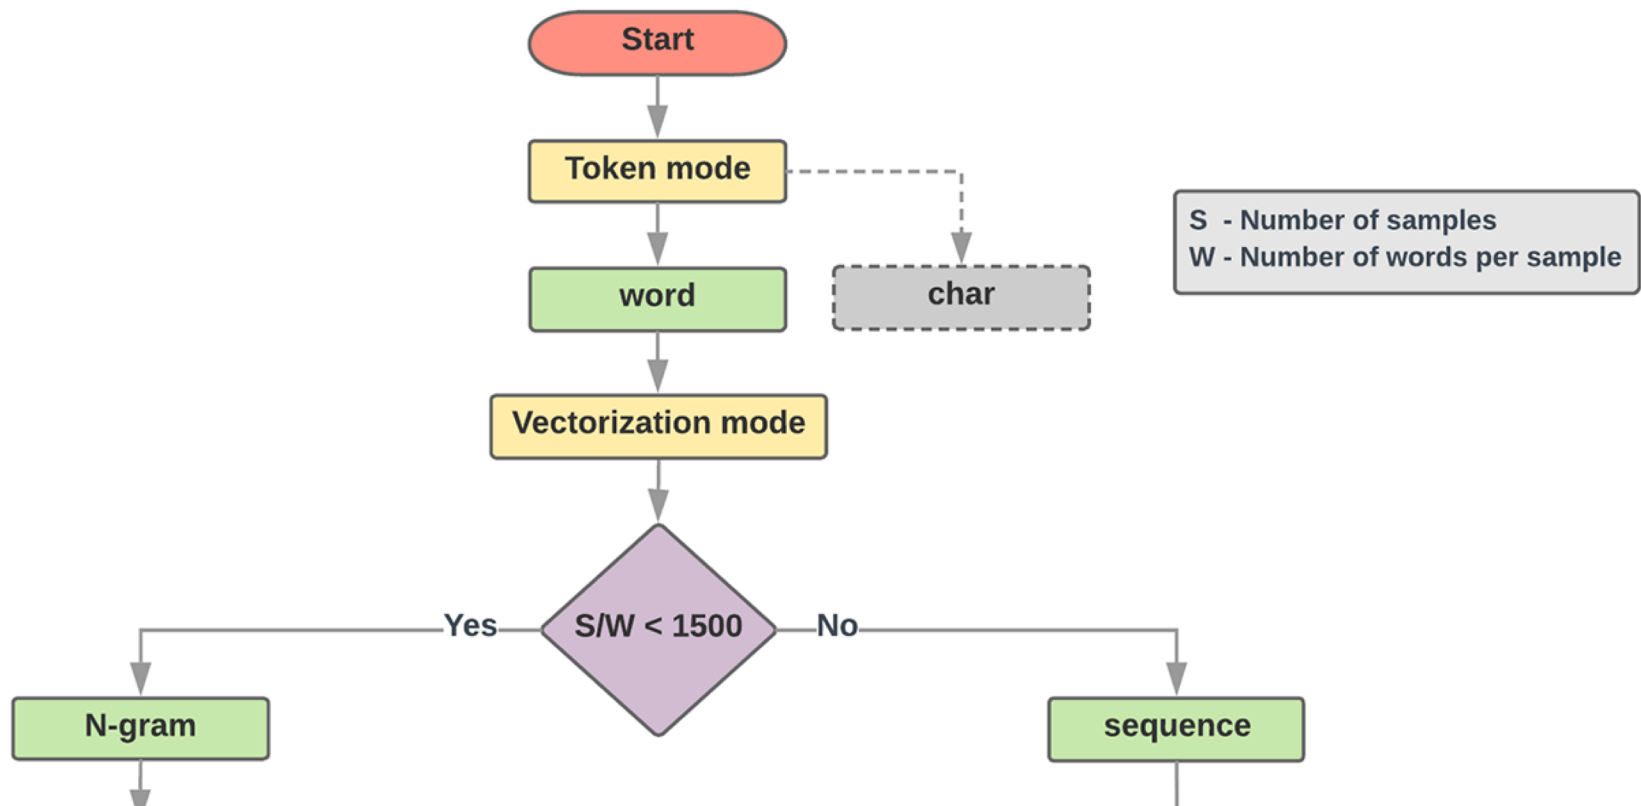 Start
Token mode
S - Number of samples
W - Number of words per sample
word
char
Vectorization mode
Yes
S/W < 1500
No
N-gram
sequence